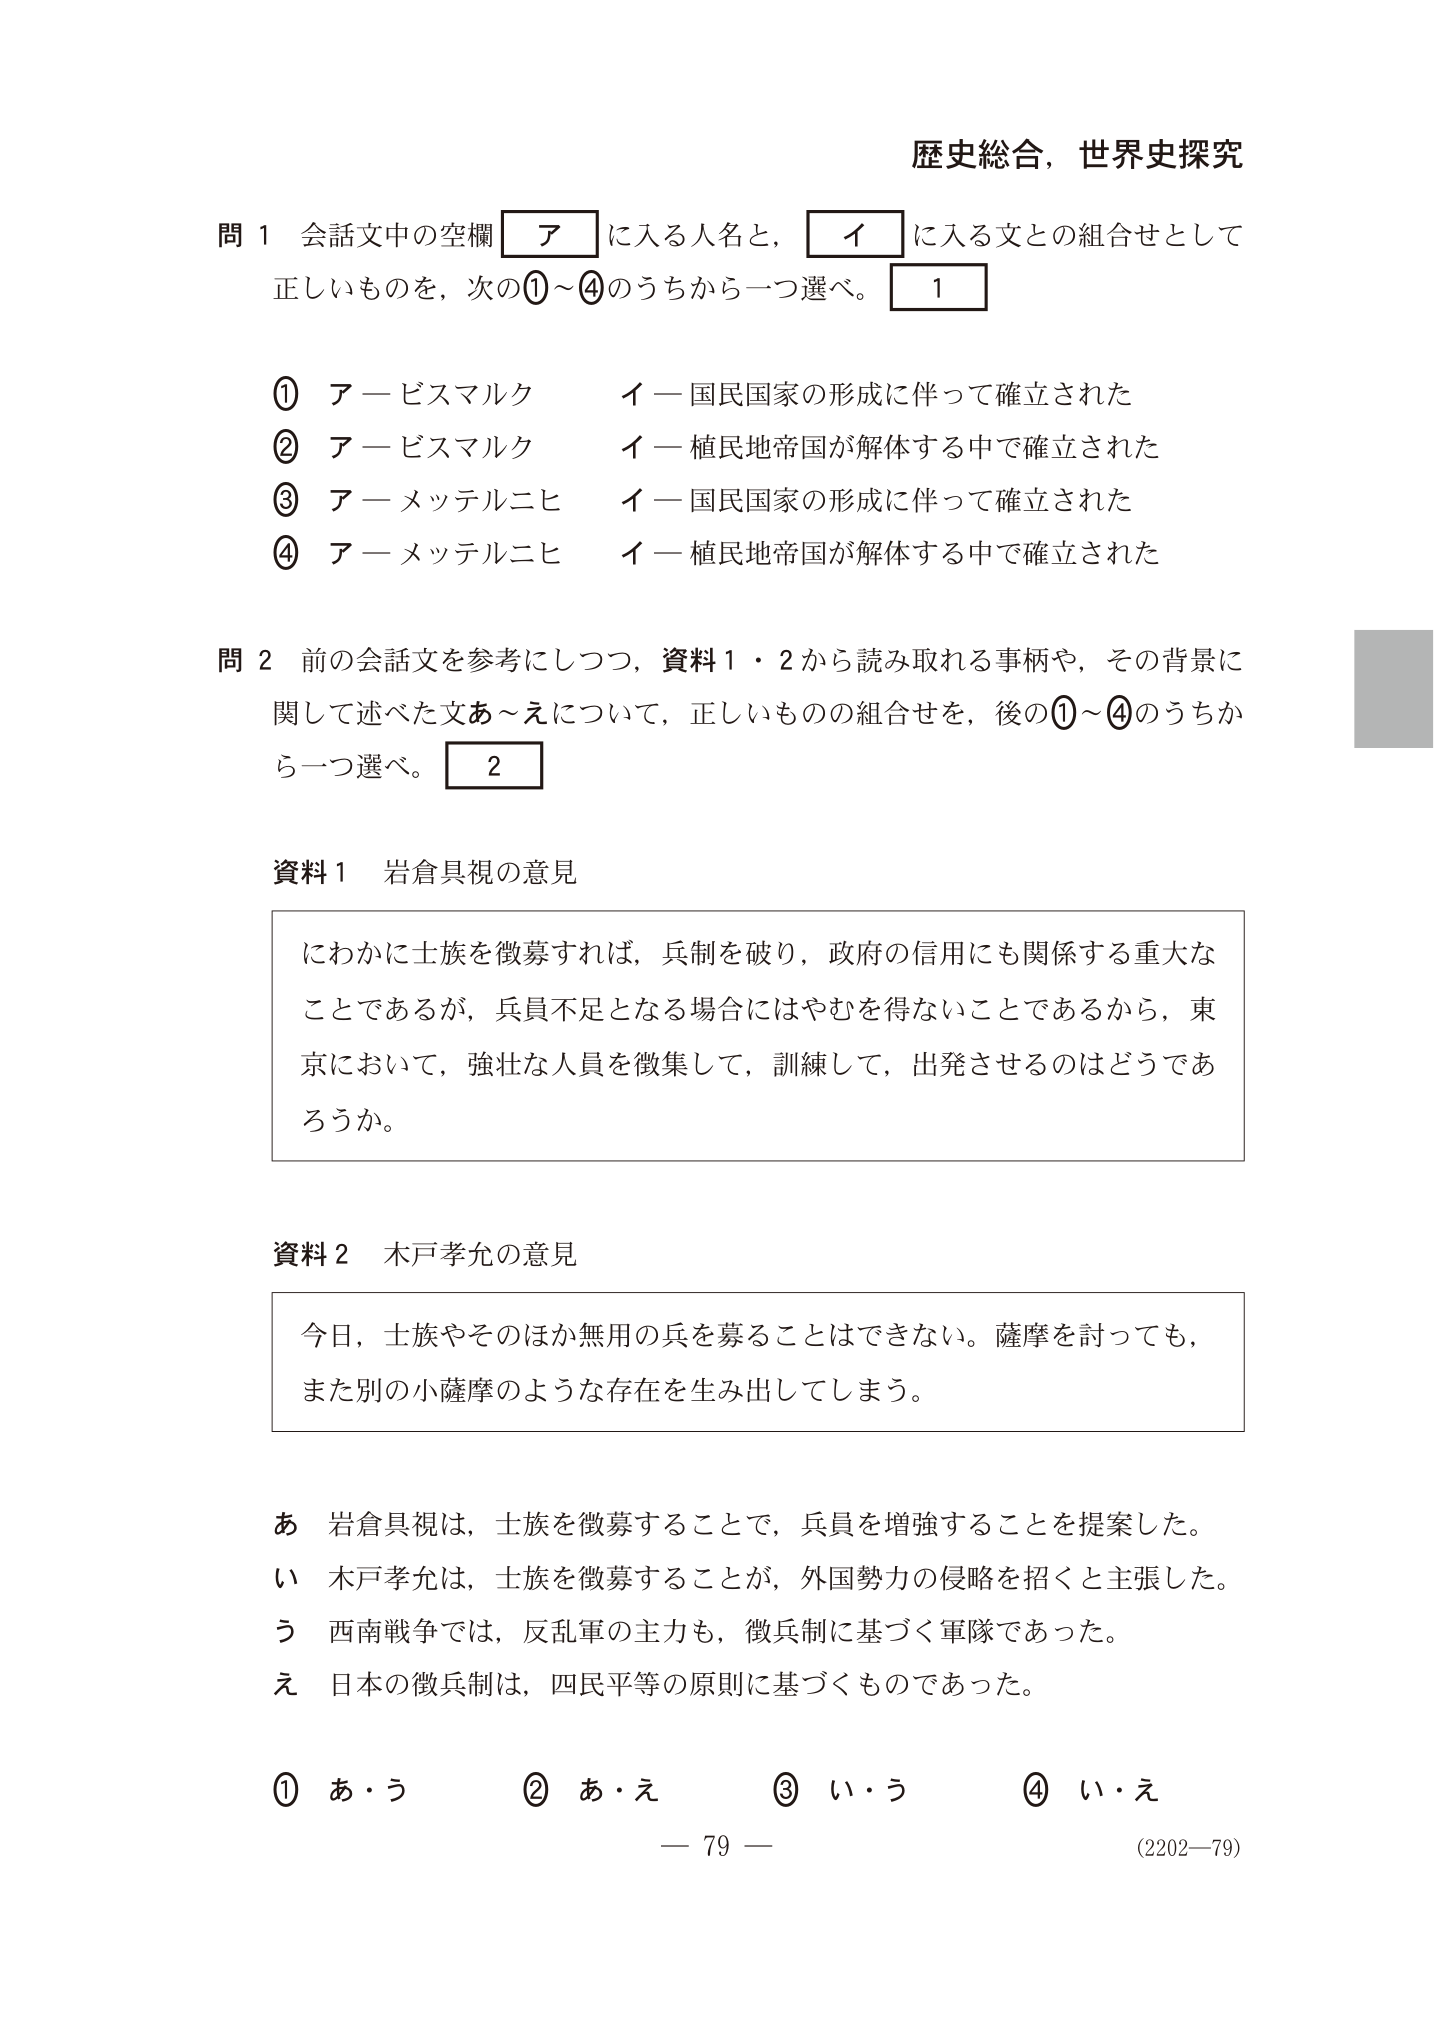 歴史総合，世界史探究
問 1 会話文中の空欄 ア に入る人名と， イ に入る文との組合せとして
正しいものを，次の①～④のうちから一つ選べ。 1
① ア ― ビスマルク イ ― 国民国家の形成に伴って確立された
② ア ― ビスマルク イ ― 植民地帝国が解体する中で確立された
③ ア ― メッテルニヒ イ ― 国民国家の形成に伴って確立された
④ ア ― メッテルニヒ イ ― 植民地帝国が解体する中で確立された
問 2 前の会話文を参考にしつつ，資料1・2から読み取れる事柄や，その背景に
関して述べた文あ～えについて，正しいものの組合せを，後の①～④のうちか
ら一つ選べ。 2
資料1 岩倉具視の意見
にわかに士族を徴募すれば，兵制を破り，政府の信用にも関係する重大な
ことであるが，兵員不足となる場合にはやむを得ないことであるから，東
京において，強壮な人員を徴集して，訓練して，出発させるのはどうであ
ろうか。
資料2 木戸孝允の意見
今日，士族やそのほか無用の兵を募ることはできない。薩摩を討っても，
また別の小薩摩のような存在を生み出してしまう。
あ 岩倉具視は，士族を徴募することで，兵員を増強することを提案した。
い 木戸孝允は，士族を徴募することが，外国勢力の侵略を招くと主張した。
う 西南戦争では，反乱軍の主力も，徴兵制に基づく軍隊であった。
え 日本の徴兵制は，四民平等の原則に基づくものであった。
① あ・う ② あ・え ③ い・う ④ い・え
― 79 ― (2202―79)